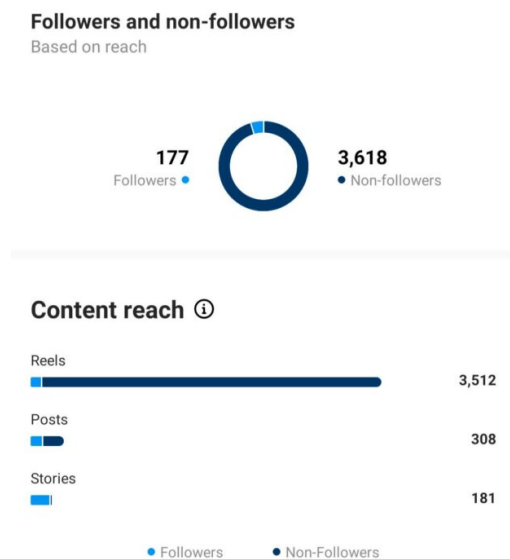 Followers and non-followers
Based on reach
177
Followers
3,618
Non-followers
Content reach
Reels
3,512
Posts
308
Stories
181
Followers
Non-Followers